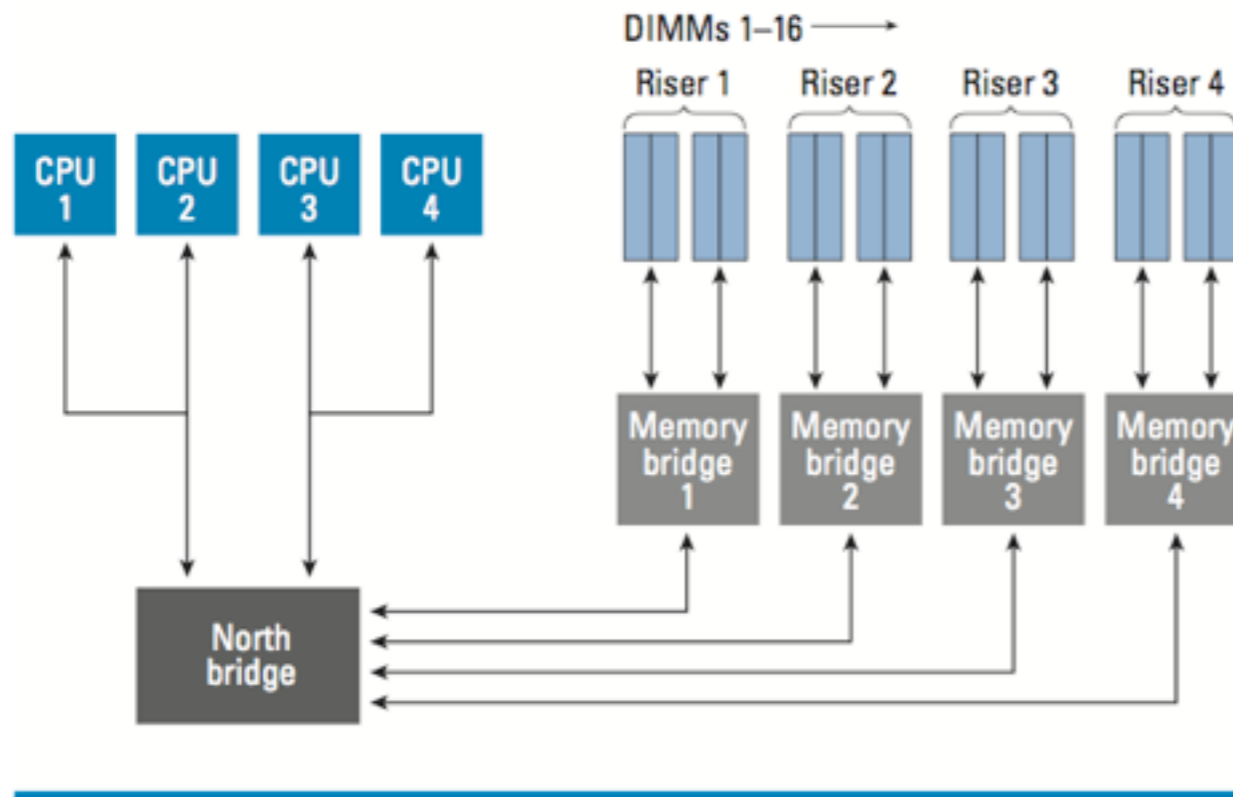 DIMMs 1–16
Riser 1 Riser 2 Riser 3 Riser 4
CPU
1
CPU
2
CPU
3
CPU
4
Memory
bridge
1
Memory
bridge
2
Memory
bridge
3
Memory
bridge
4
North
bridge